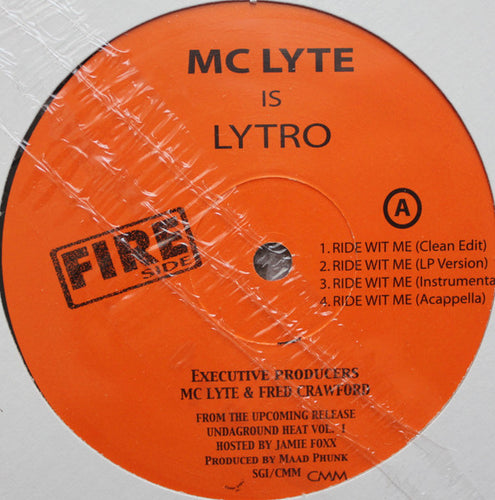 MC LYTE
IS
LYTRO
A
1. RIDE WIT ME (Clean Edit)
2. RIDE WIT ME (LP Version)
3. RIDE WIT ME (Instrumenta
4. RIDE WIT ME (Acappella)
FIRE
SIDE
EXECUTIVE PRODUCERS
MC LYTE & FRED CRAWFORD
FROM THE UPCOMING RELEASE
UNDAGROUND HEAT VOL. 1
HOSTED BY JAMIE FOXX
PRODUCED BY MAAD PHUNK
SGI/CMM
CMM